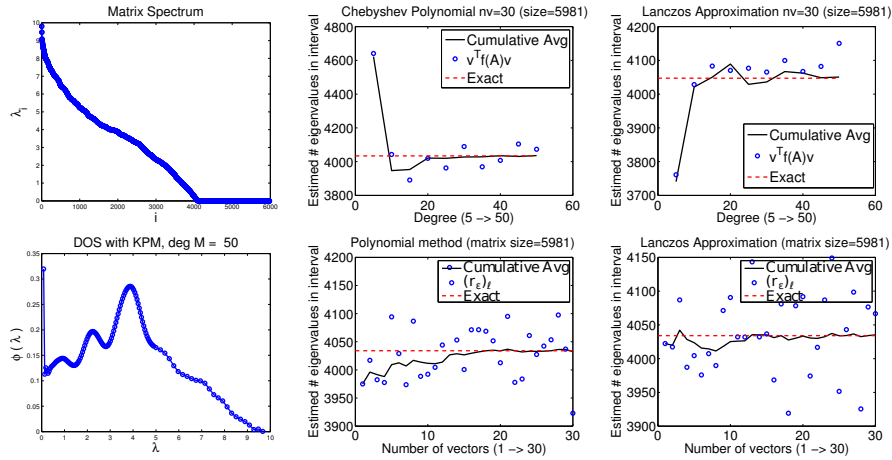 Matrix Spectrum
λi
10
9
8
7
6
5
4
3
2
1
0
0 2000 4000 6000
i
Chebyshev Polynomial nv=30 (size=5981)
Estimed # eigenvalues in interval
4800
4600
4400
4200
4000
3800
Cumulative Avg
vTf(A)v
Exact
0 20 40 60
Degree (5 -> 50)
Lanczos Approximation nv=30 (size=5981)
Estimed # eigenvalues in interval
4200
4100
4000
3900
3800
3700
Cumulative Avg
vTf(A)v
Exact
0 20 40 60
Degree (5 -> 50)
DOS with KPM, deg M = 50
φ ( λ )
0.35
0.3
0.25
0.2
0.15
0.1
0.05
0
0 1 2 3 4 5 6 7 8 9 10
λ
Polynomial method (matrix size=5981)
Estimed # eigenvalues in interval
4200
4150
4100
4050
4000
3950
3900
Cumulative Avg
(rε)ℓ
Exact
0 10 20 30
Number of vectors (1 -> 30)
Lanczos Approximation (matrix size=5981)
Estimed # eigenvalues in interval
4150
4100
4050
4000
3950
3900
Cumulative Avg
(rε)ℓ
Exact
0 10 20 30
Number of vectors (1 -> 30)